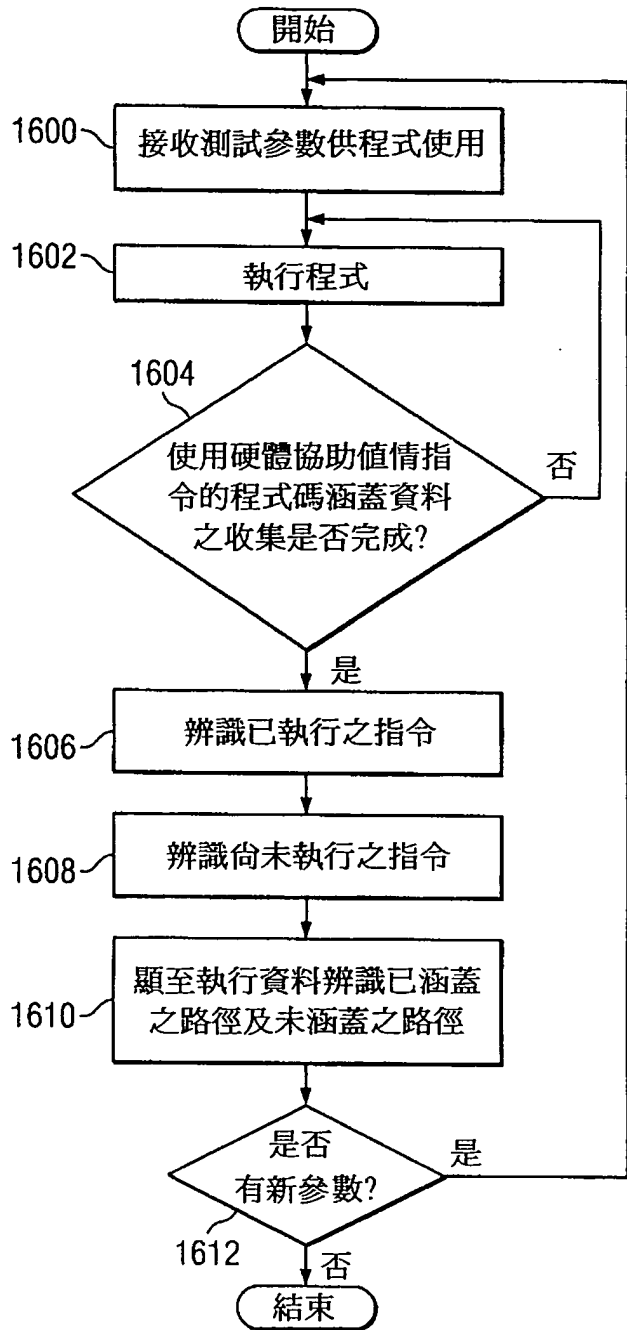 開始
1600
接收測試參數供程式使用
1602
執行程式
1604
使用硬體協助值情指
令的程式碼涵蓋資料
之收集是否完成?
否
是
1606
辨識已執行之指令
1608
辨識尚未執行之指令
1610
顯至執行資料辨識已涵蓋
之路徑及未涵蓋之路徑
是否
有新參數?
是
1612
否
結束